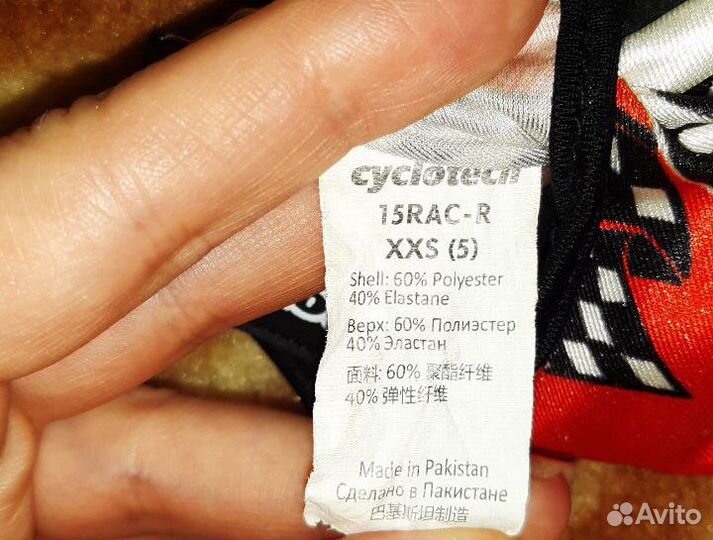 cyclotech
15RAC-R
XXS (5)
Shell: 60% Polyester
40% Elastane
Верх: 60% Полиэстер
40% Эластан
面料: 60% 聚酯纤维
40% 弹性纤维
Made in Pakistan
Сделано в Пакистане
巴基斯坦制造
Avito